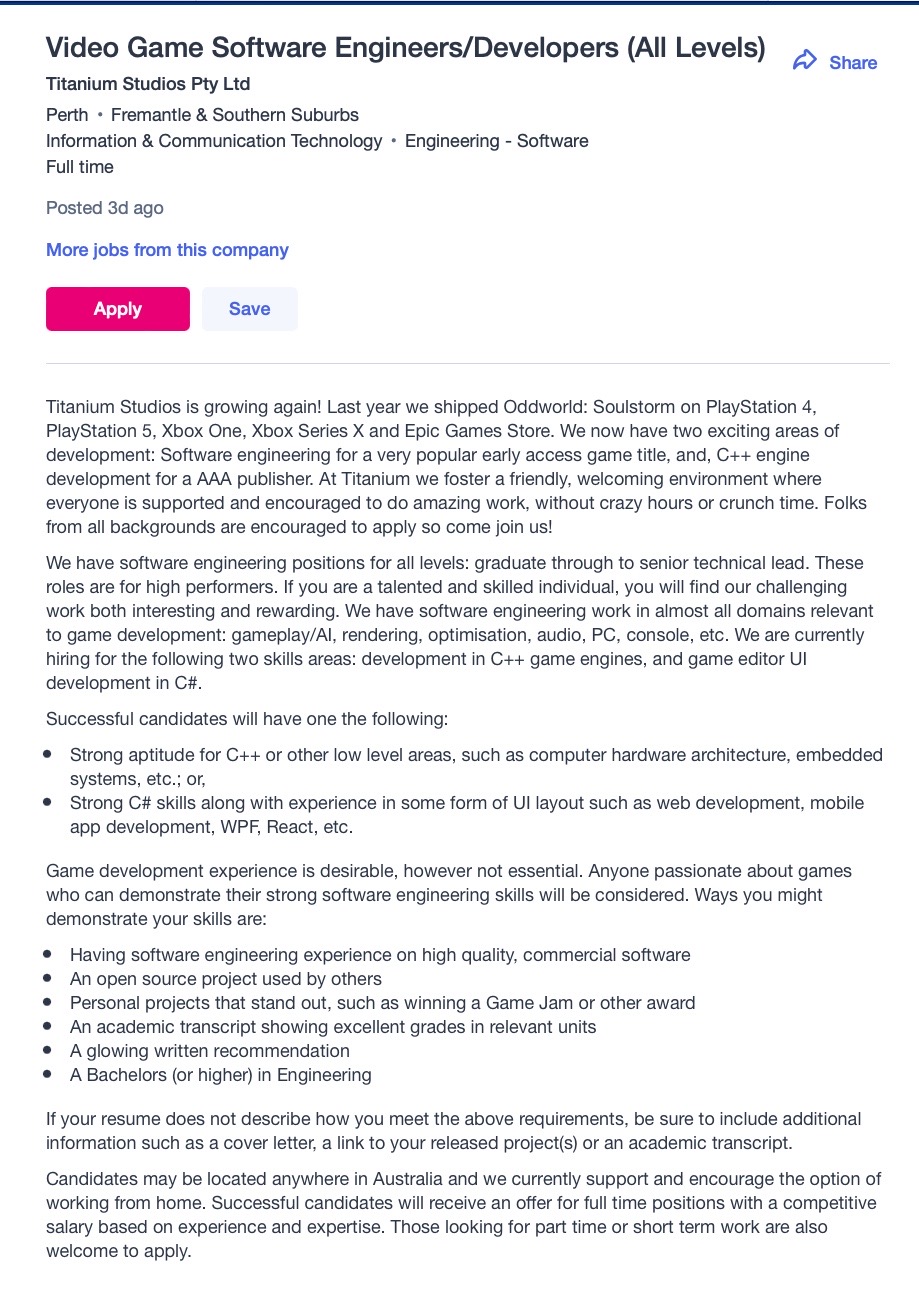 Video Game Software Engineers/Developers (All Levels)
Share
Titanium Studios Pty Ltd
Perth • Fremantle & Southern Suburbs
Information & Communication Technology • Engineering - Software
Full time
Posted 3d ago
More jobs from this company
Apply
Save
Titanium Studios is growing again! Last year we shipped Oddworld: Soulstorm on PlayStation 4,
PlayStation 5, Xbox One, Xbox Series X and Epic Games Store. We now have two exciting areas of
development: Software engineering for a very popular early access game title, and, C++ engine
development for a AAA publisher. At Titanium we foster a friendly, welcoming environment where
everyone is supported and encouraged to do amazing work, without crazy hours or crunch time. Folks
from all backgrounds are encouraged to apply so come join us!
We have software engineering positions for all levels: graduate through to senior technical lead. These
roles are for high performers. If you are a talented and skilled individual, you will find our challenging
work both interesting and rewarding. We have software engineering work in almost all domains relevant
to game development: gameplay/AI, rendering, optimisation, audio, PC, console, etc. We are currently
hiring for the following two skills areas: development in C++ game engines, and game editor UI
development in C#.
Successful candidates will have one the following:
• Strong aptitude for C++ or other low level areas, such as computer hardware architecture, embedded
systems, etc.; or,
• Strong C# skills along with experience in some form of UI layout such as web development, mobile
app development, WPF, React, etc.
Game development experience is desirable, however not essential. Anyone passionate about games
who can demonstrate their strong software engineering skills will be considered. Ways you might
demonstrate your skills are:
• Having software engineering experience on high quality, commercial software
• An open source project used by others
• Personal projects that stand out, such as winning a Game Jam or other award
• An academic transcript showing excellent grades in relevant units
• A glowing written recommendation
• A Bachelors (or higher) in Engineering
If your resume does not describe how you meet the above requirements, be sure to include additional
information such as a cover letter, a link to your released project(s) or an academic transcript.
Candidates may be located anywhere in Australia and we currently support and encourage the option of
working from home. Successful candidates will receive an offer for full time positions with a competitive
salary based on experience and expertise. Those looking for part time or short term work are also
welcome to apply.